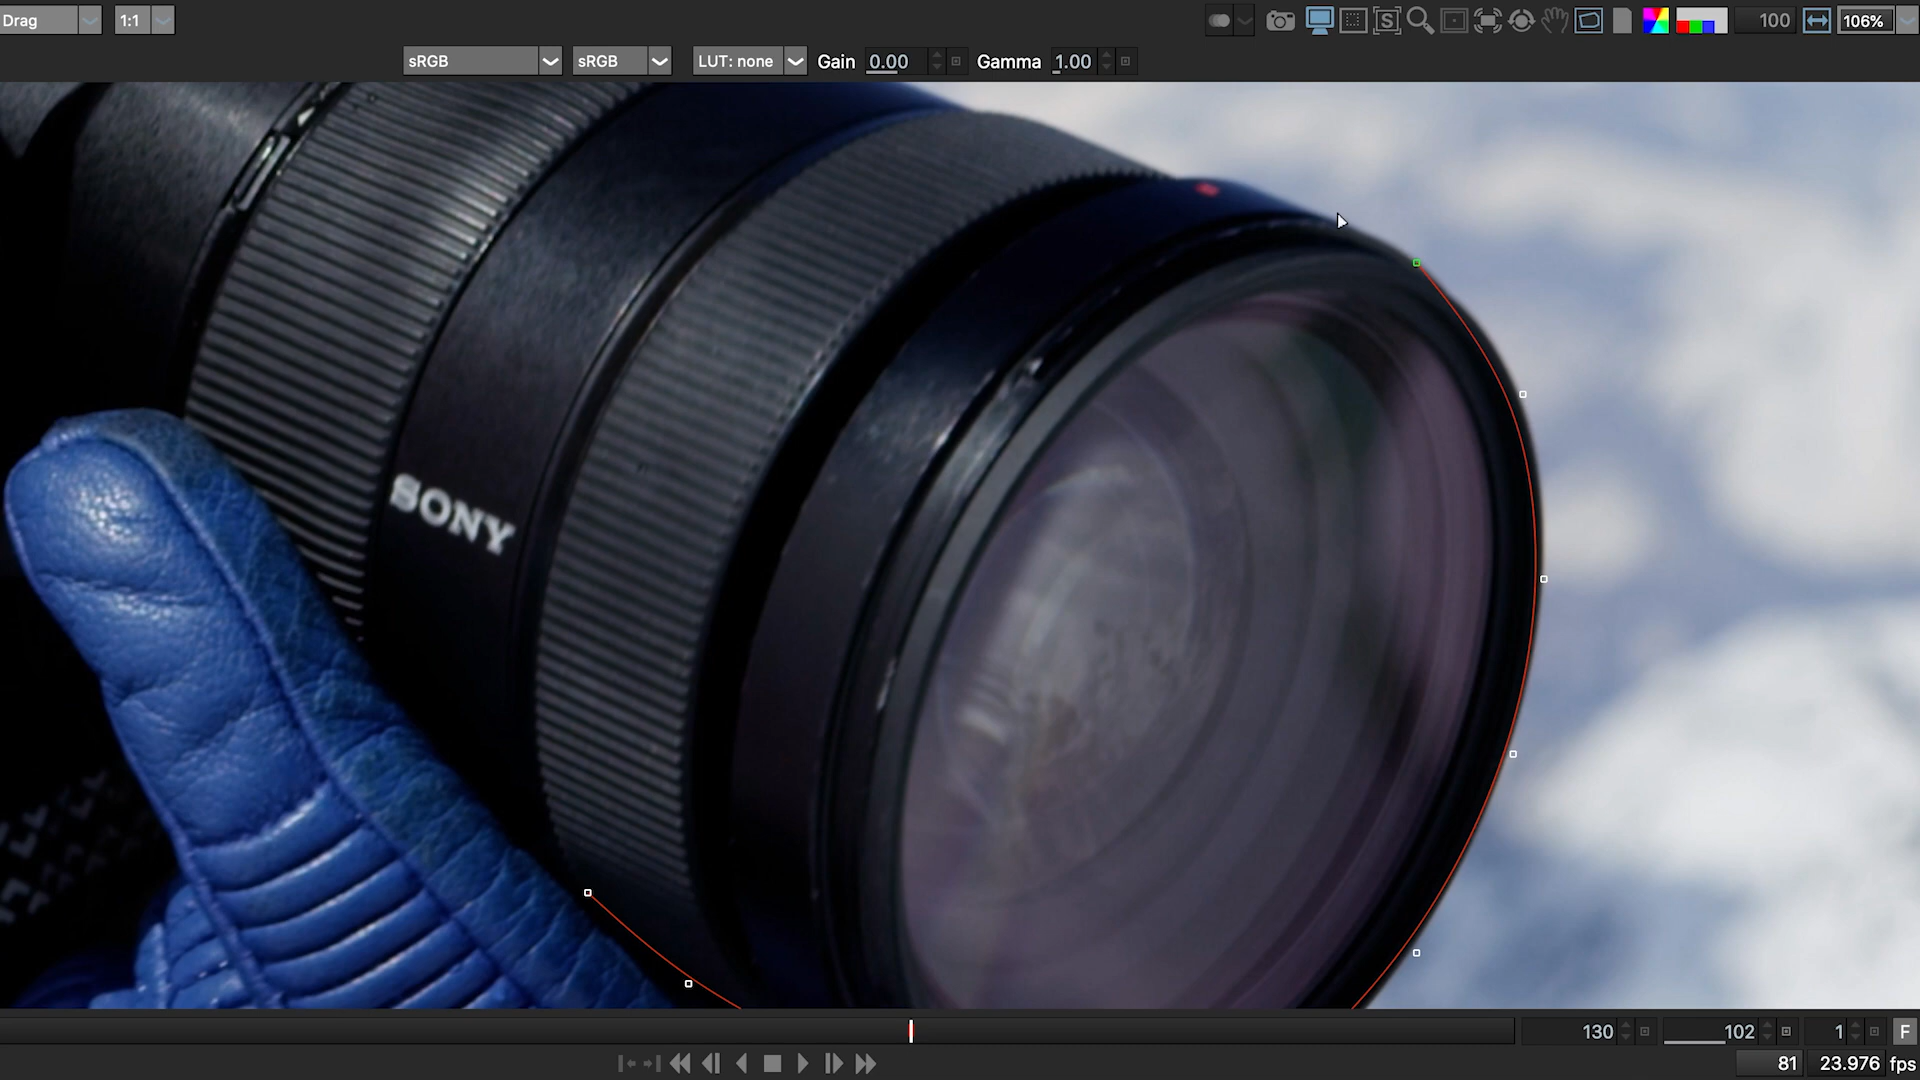 Drag 1:1 100 106%
sRGB sRGB LUT: none Gain 0.00 Gamma 1.00
SONY
130 102 1 F
81 23.976 fps